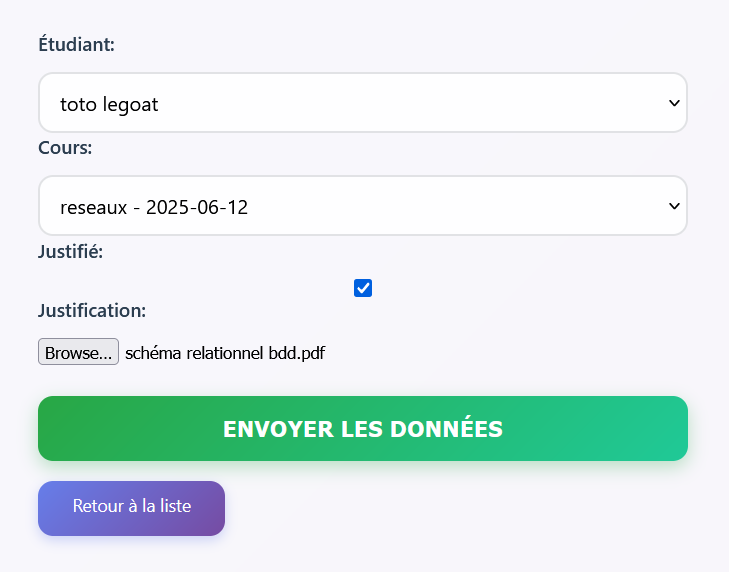 Étudiant:
toto legoat
Cours:
reseaux - 2025-06-12
Justifié:
Justification:
Browse... schéma relationnel bdd.pdf
ENVOYER LES DONNÉES
Retour à la liste